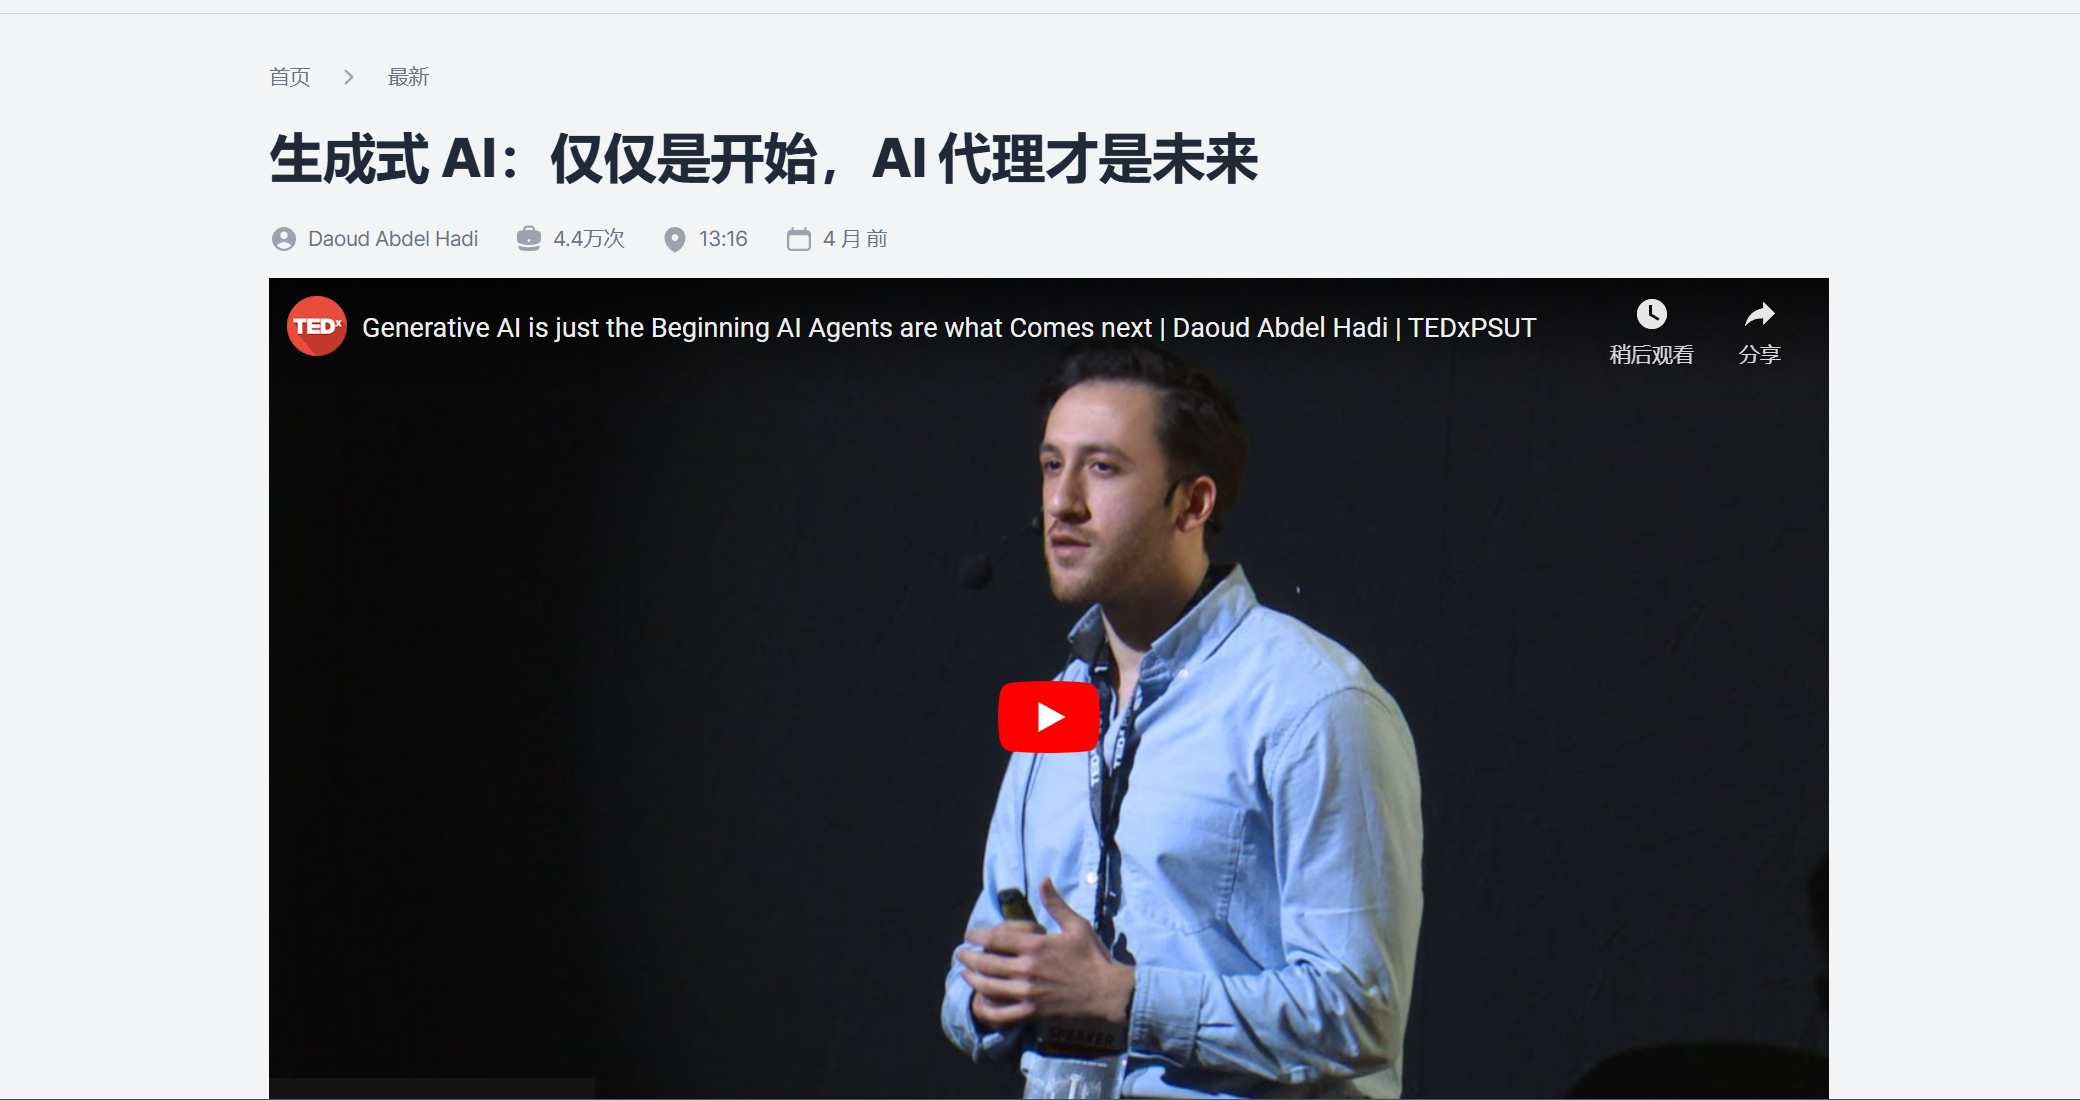 首页 最新
生成式 AI：仅仅是开始，AI 代理才是未来
Daoud Abdel Hadi 4.4万次 13:16 4 月 前
TEDx Generative AI is just the Beginning AI Agents are what Comes next | Daoud Abdel Hadi | TEDxPSUT
稍后观看 分享
SPEAKER